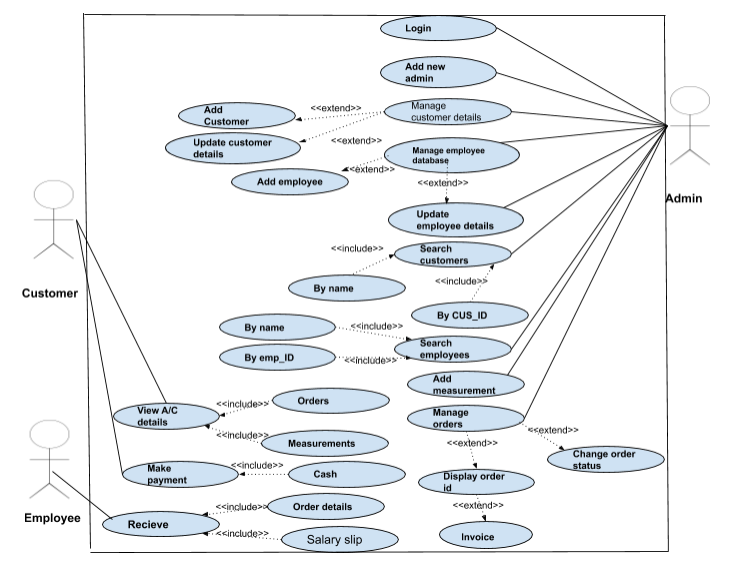 Login
Add new
admin
Manage
customer details
<<extend>>
Add
Customer
<<extend>>
Update customer
details
Manage employee
database
<<extend>>
Add employee
<<extend>>
Admin
Update
employee details
<<include>>
Search
customers
By name
<<include>>
By CUS_ID
Customer
By name
<<include>>
Search
employees
By emp_ID
<<include>>
Add
measurement
Orders
<<include>>
View A/C
details
Manage
orders
<<include>>
Measurements
<<extend>>
<<extend>>
Change order
status
Make
payment
<<include>>
Cash
Display order
id
<<include>>
Order details
<<extend>>
Employee
Recieve
<<include>>
Salary slip
Invoice